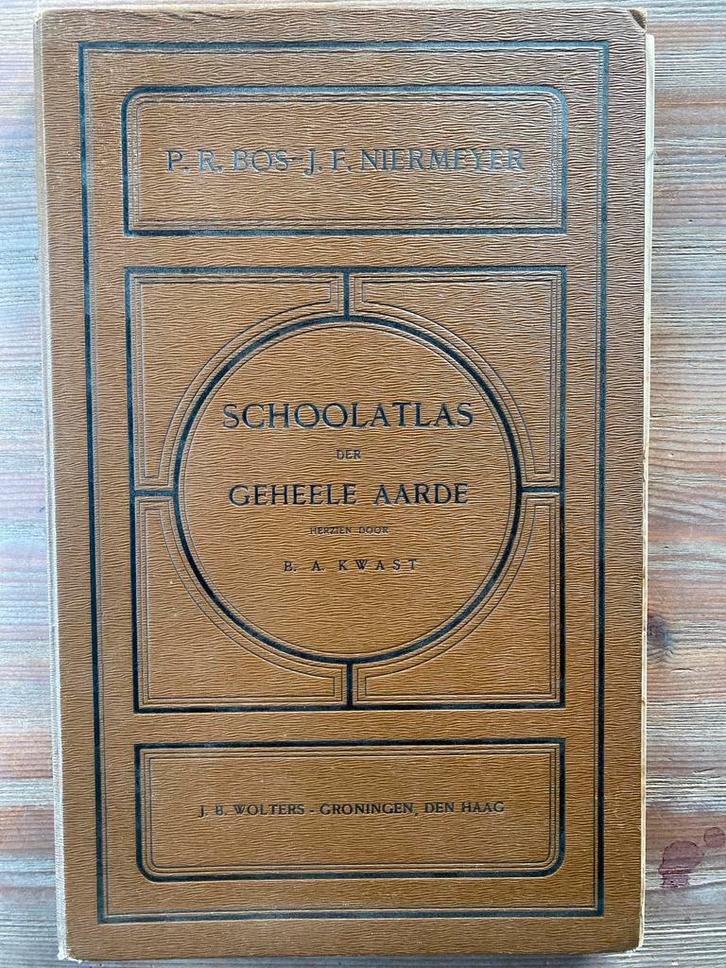 P. R. BOS–J. F. NIERMEYER
SCHOOLATLAS
DER
GEHEELE AARDE
HERZIEN DOOR
B. A. KWAST
J. B. WOLTERS - GRONINGEN, DEN HAAG